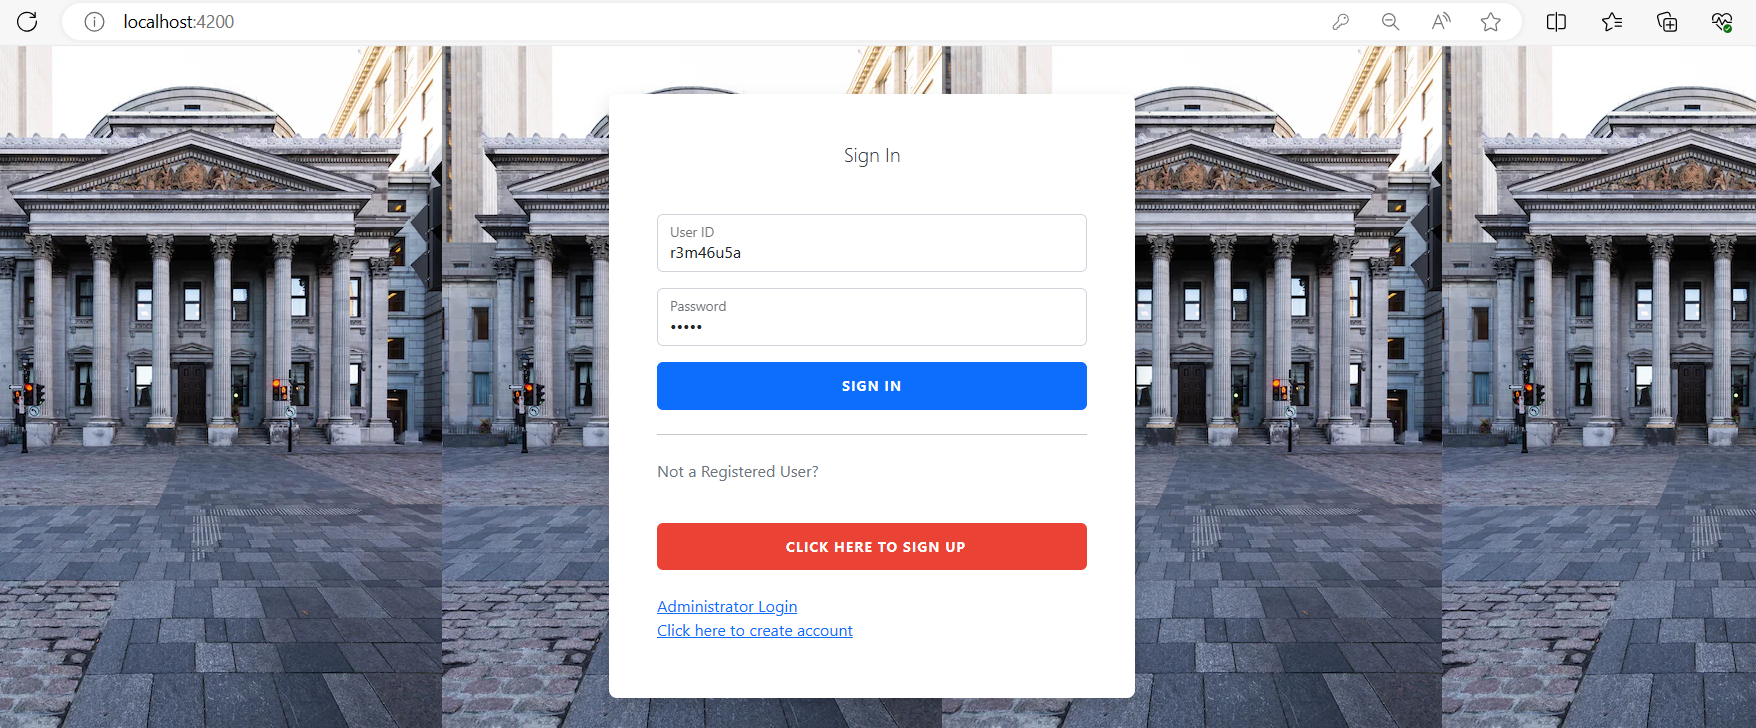 localhost:4200
Sign In
User ID
r3m46u5a
Password
•••••
SIGN IN
Not a Registered User?
CLICK HERE TO SIGN UP
Administrator Login
Click here to create account